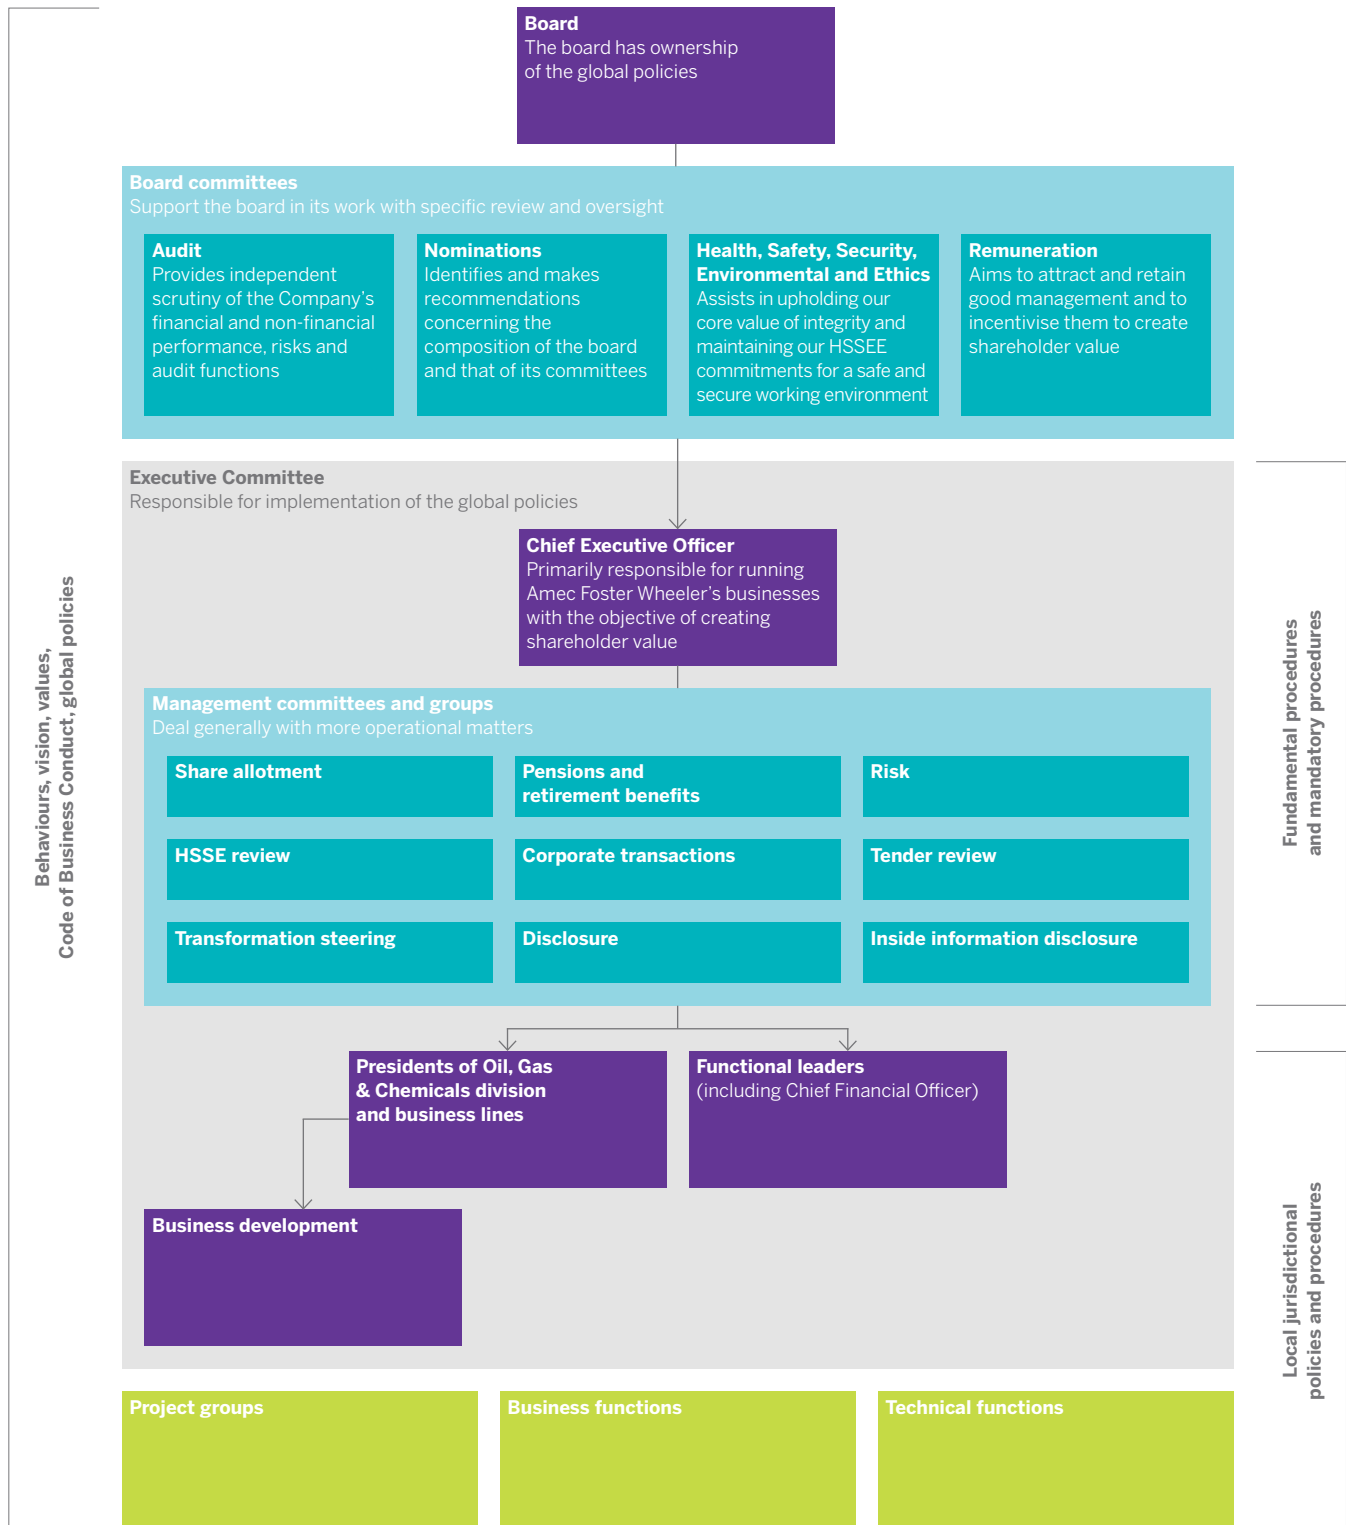 Board
The board has ownership
of the global policies
Board committees
Support the board in its work with specific review and oversight
Audit
Provides independent
scrutiny of the Company’s
financial and non-financial
performance, risks and
audit functions
Nominations
Identifies and makes
recommendations
concerning the
composition of the board
and that of its committees
Health, Safety, Security,
Environmental and Ethics
Assists in upholding our
core value of integrity and
maintaining our HSSEE
commitments for a safe and
secure working environment
Remuneration
Aims to attract and retain
good management and to
incentivise them to create
shareholder value
Executive Committee
Responsible for implementation of the global policies
Chief Executive Officer
Primarily responsible for running
Amec Foster Wheeler’s businesses
with the objective of creating
shareholder value
Management committees and groups
Deal generally with more operational matters
Share allotment
Pensions and
retirement benefits
Risk
HSSE review
Corporate transactions
Tender review
Transformation steering
Disclosure
Inside information disclosure
Presidents of Oil, Gas
& Chemicals division
and business lines
Functional leaders
(including Chief Financial Officer)
Business development
Project groups
Business functions
Technical functions
Behaviours, vision, values,
Code of Business Conduct, global policies
Fundamental procedures
and mandatory procedures
Local jurisdictional
policies and procedures